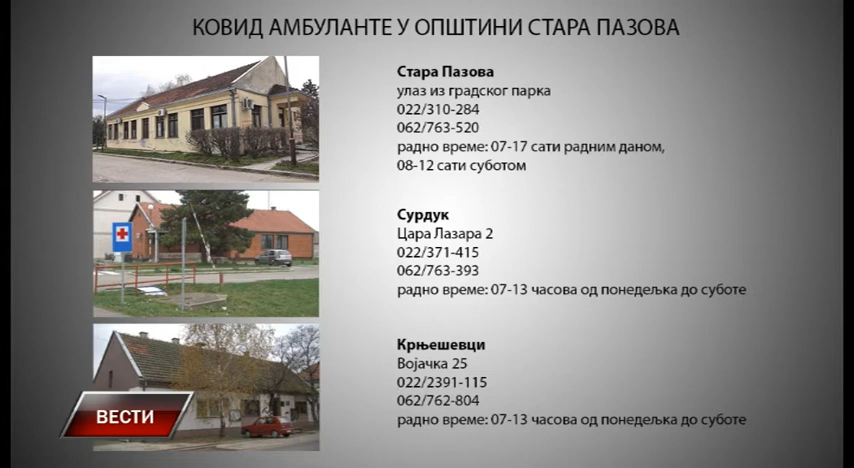 КОВИД АМБУЛАНТЕ У ОПШТИНИ СТАРА ПАЗОВА
Стара Пазова
улаз из градског парка
022/310-284
062/763-520
радно време: 07-17 сати радним даном,
08-12 сати суботом
Сурдук
Цара Лазара 2
022/371-415
062/763-393
радно време: 07-13 часова од понедељка до суботе
Крњешевци
Војачка 25
022/2391-115
062/762-804
радно време: 07-13 часова од понедељка до суботе
ВЕСТИ